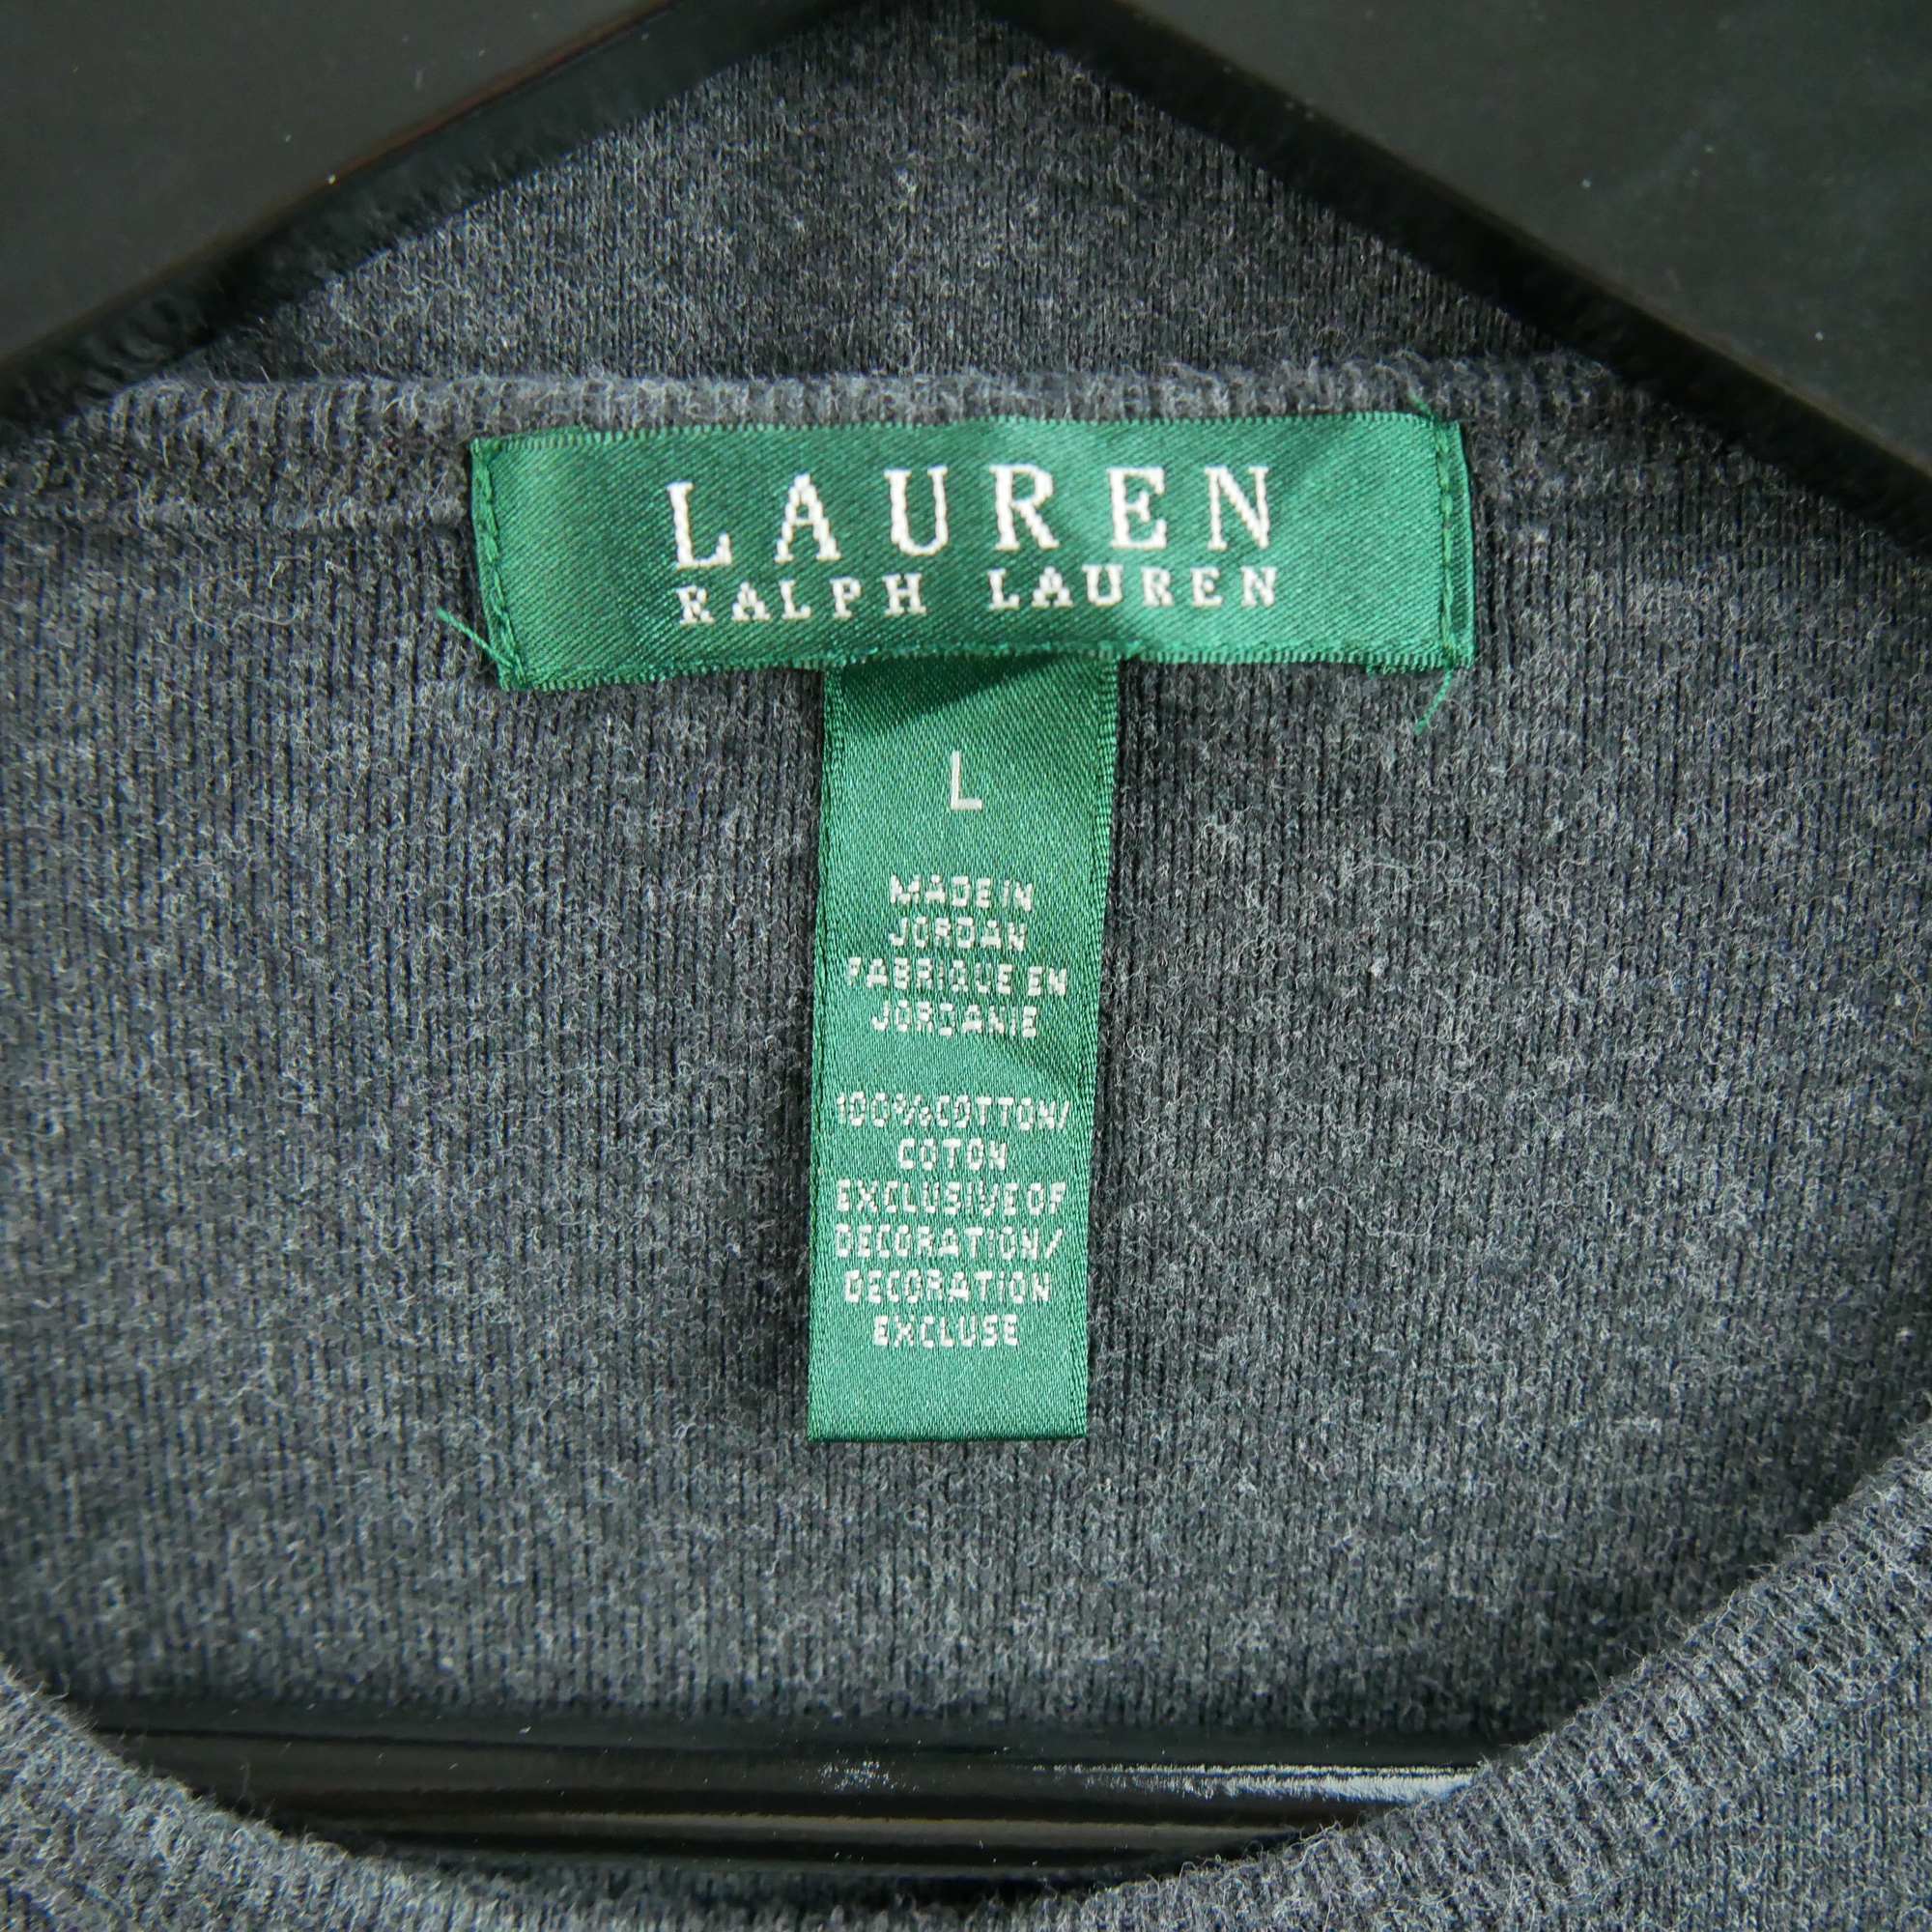 LAUREN
RALPH LAUREN
L
MADE IN
JORDAN
FABRIQUE EN
JORDANIE
100% COTTON/
COTON
EXCLUSIVE OF
DECORATION/
DECORATION
EXCLUSE